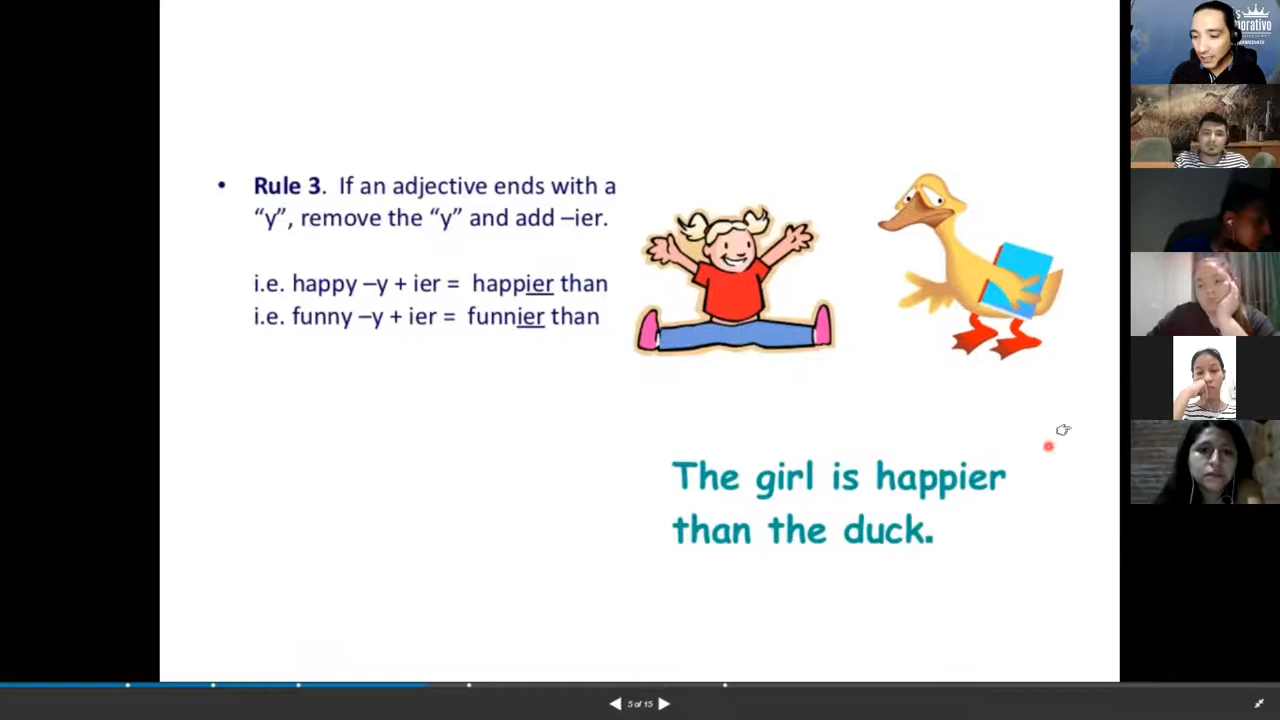 • Rule 3. If an adjective ends with a
“y”, remove the “y” and add –ier.
i.e. happy –y + ier = happier than
i.e. funny –y + ier = funnier than
The girl is happier
than the duck.
5 of 15